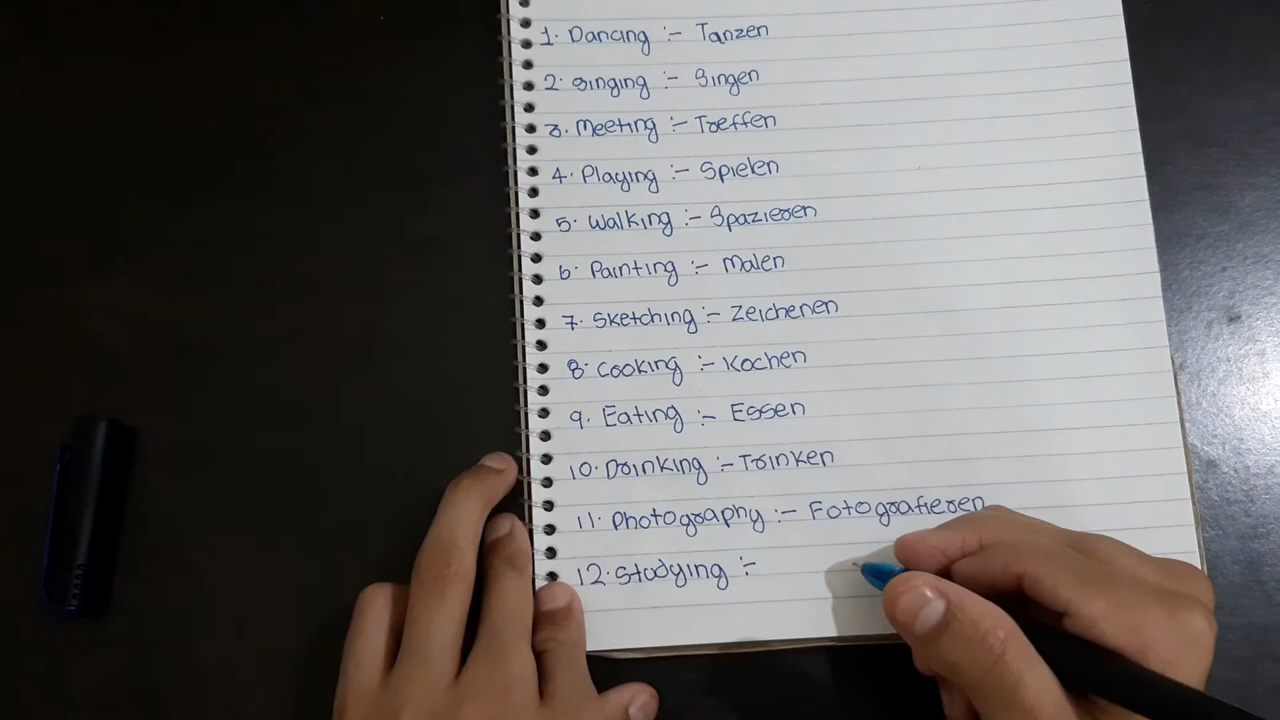 1. Dancing :- Tanzen
2. Singing :- Singen
3. Meeting :- Treffen
4. Playing :- Spielen
5. Walking :- Spazieren
6. Painting :- Malen
7. Sketching :- Zeichenen
8. Cooking :- Kochen
9. Eating :- Essen
10. Drinking :- Trinken
11. Photography :- Fotografieren
12. Studying :-